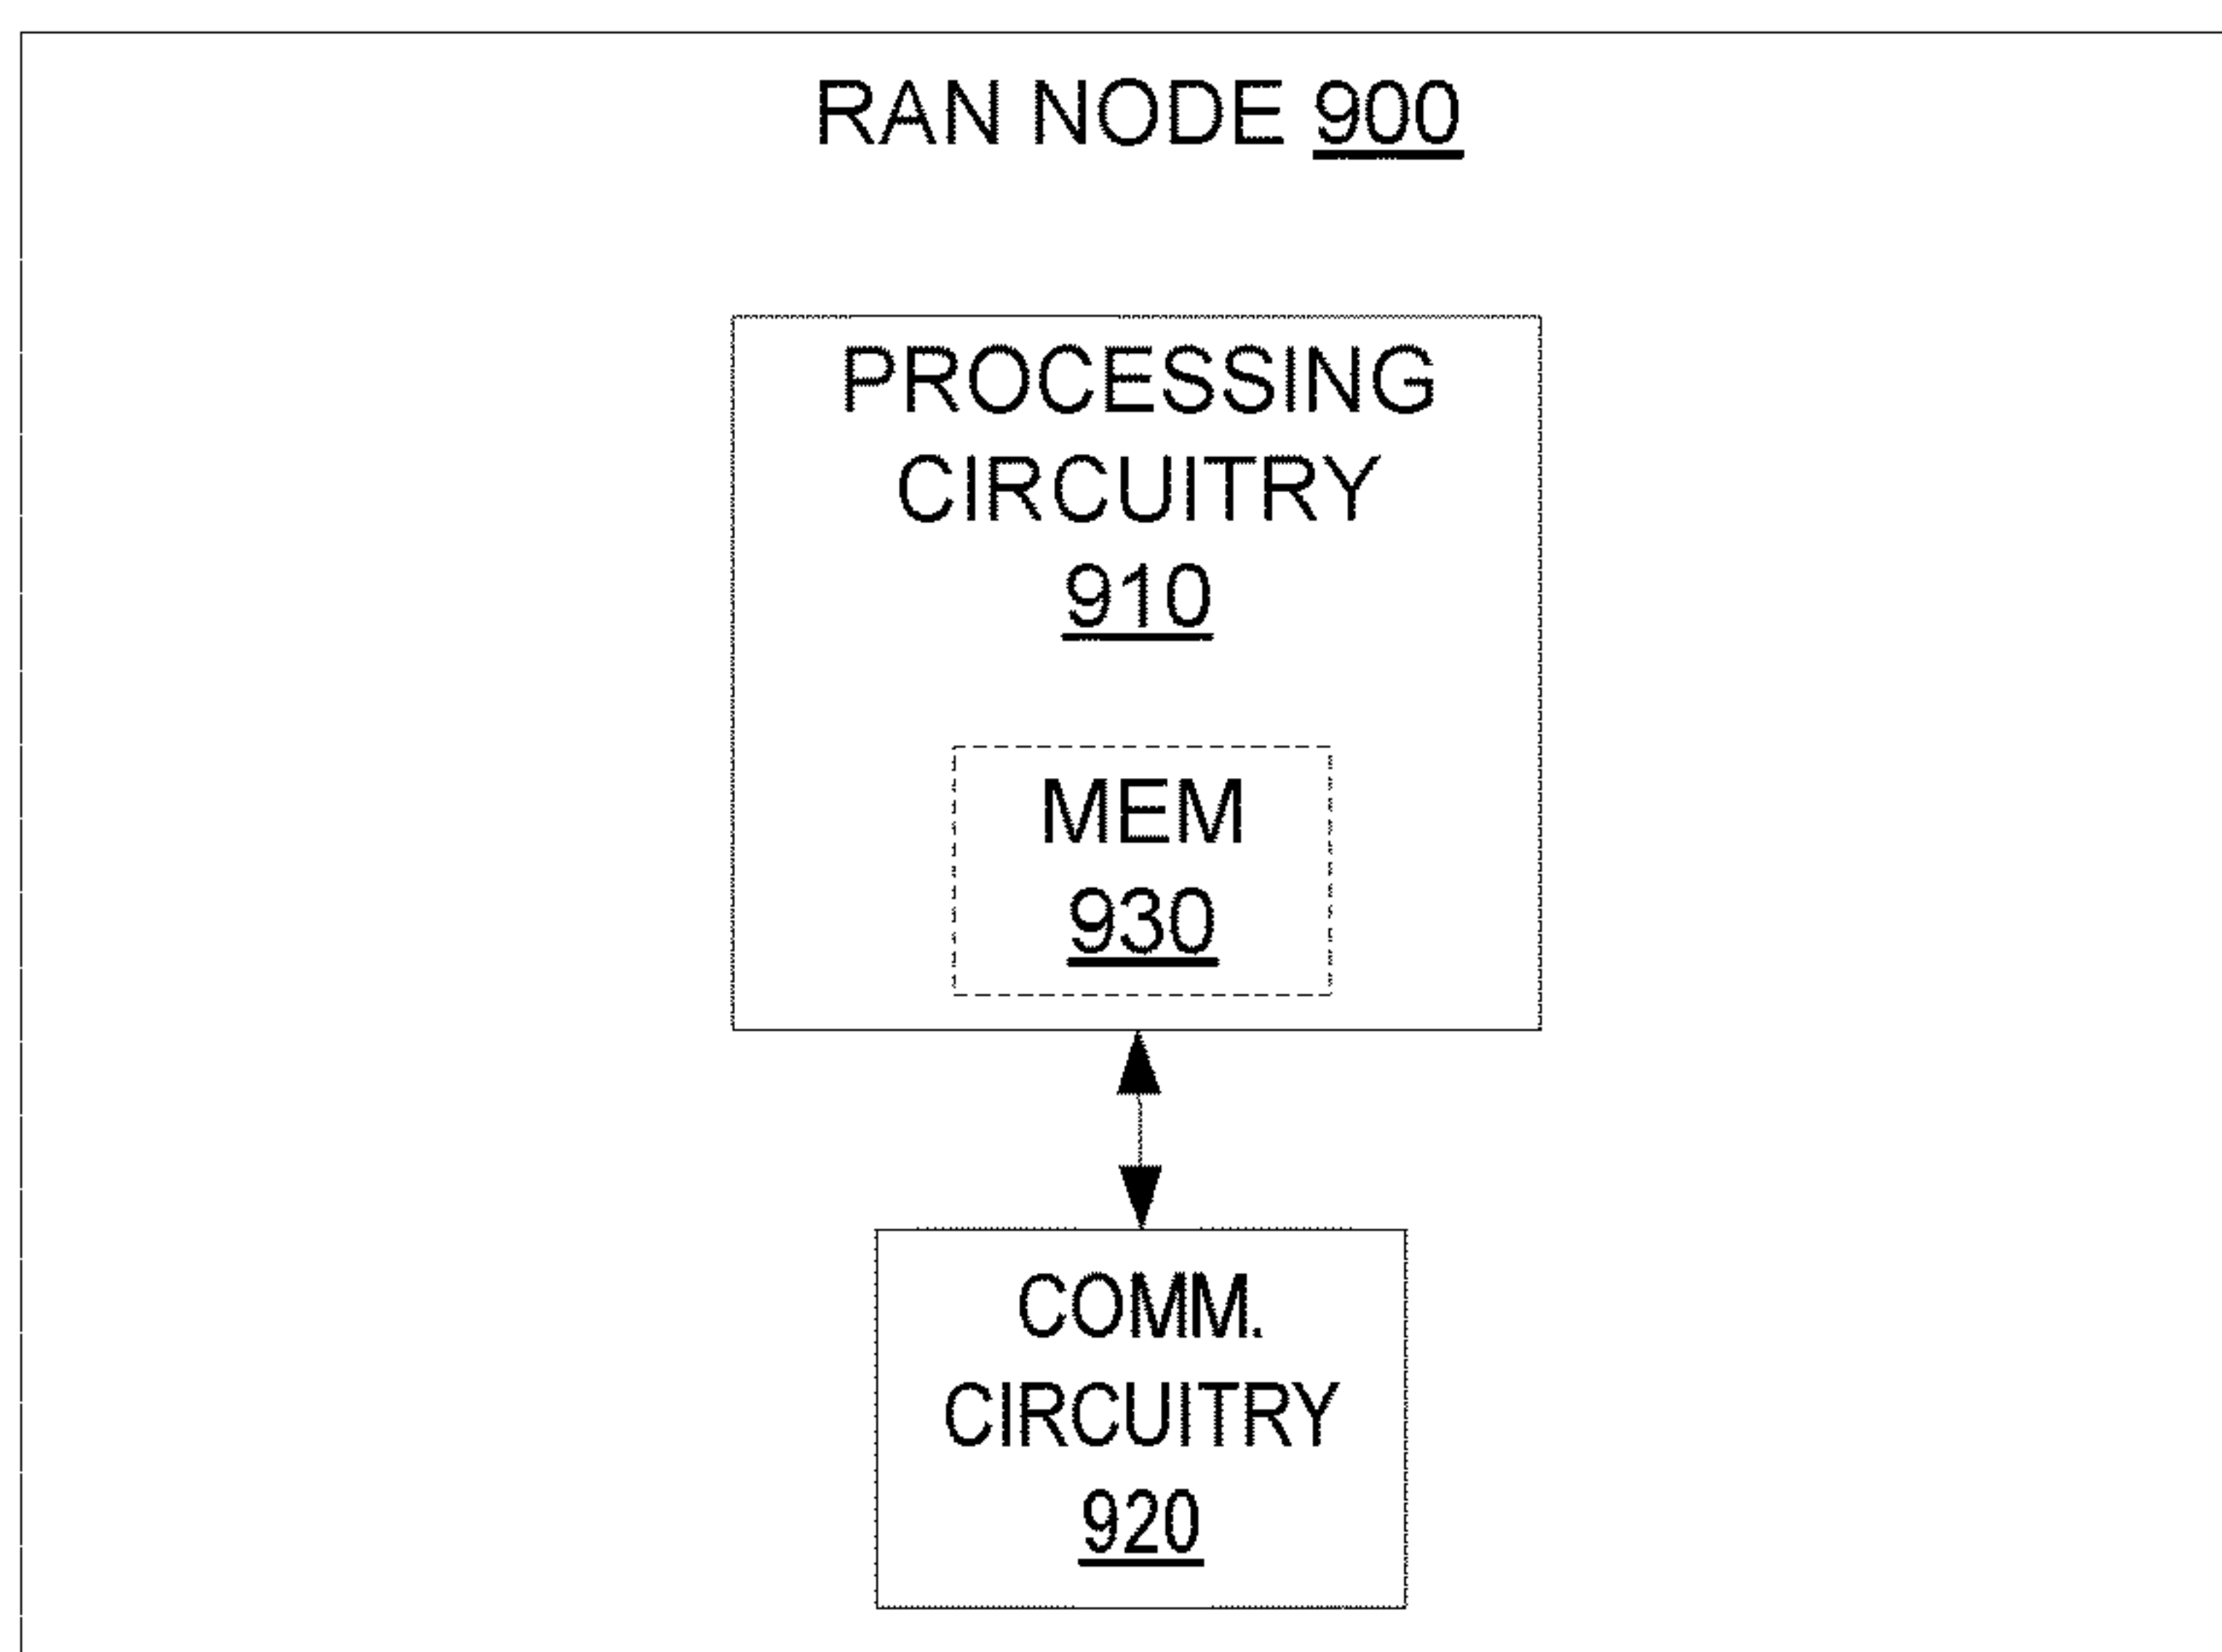 RAN NODE 900
PROCESSING
CIRCUITRY
910
MEM
930
COMM.
CIRCUITRY
920